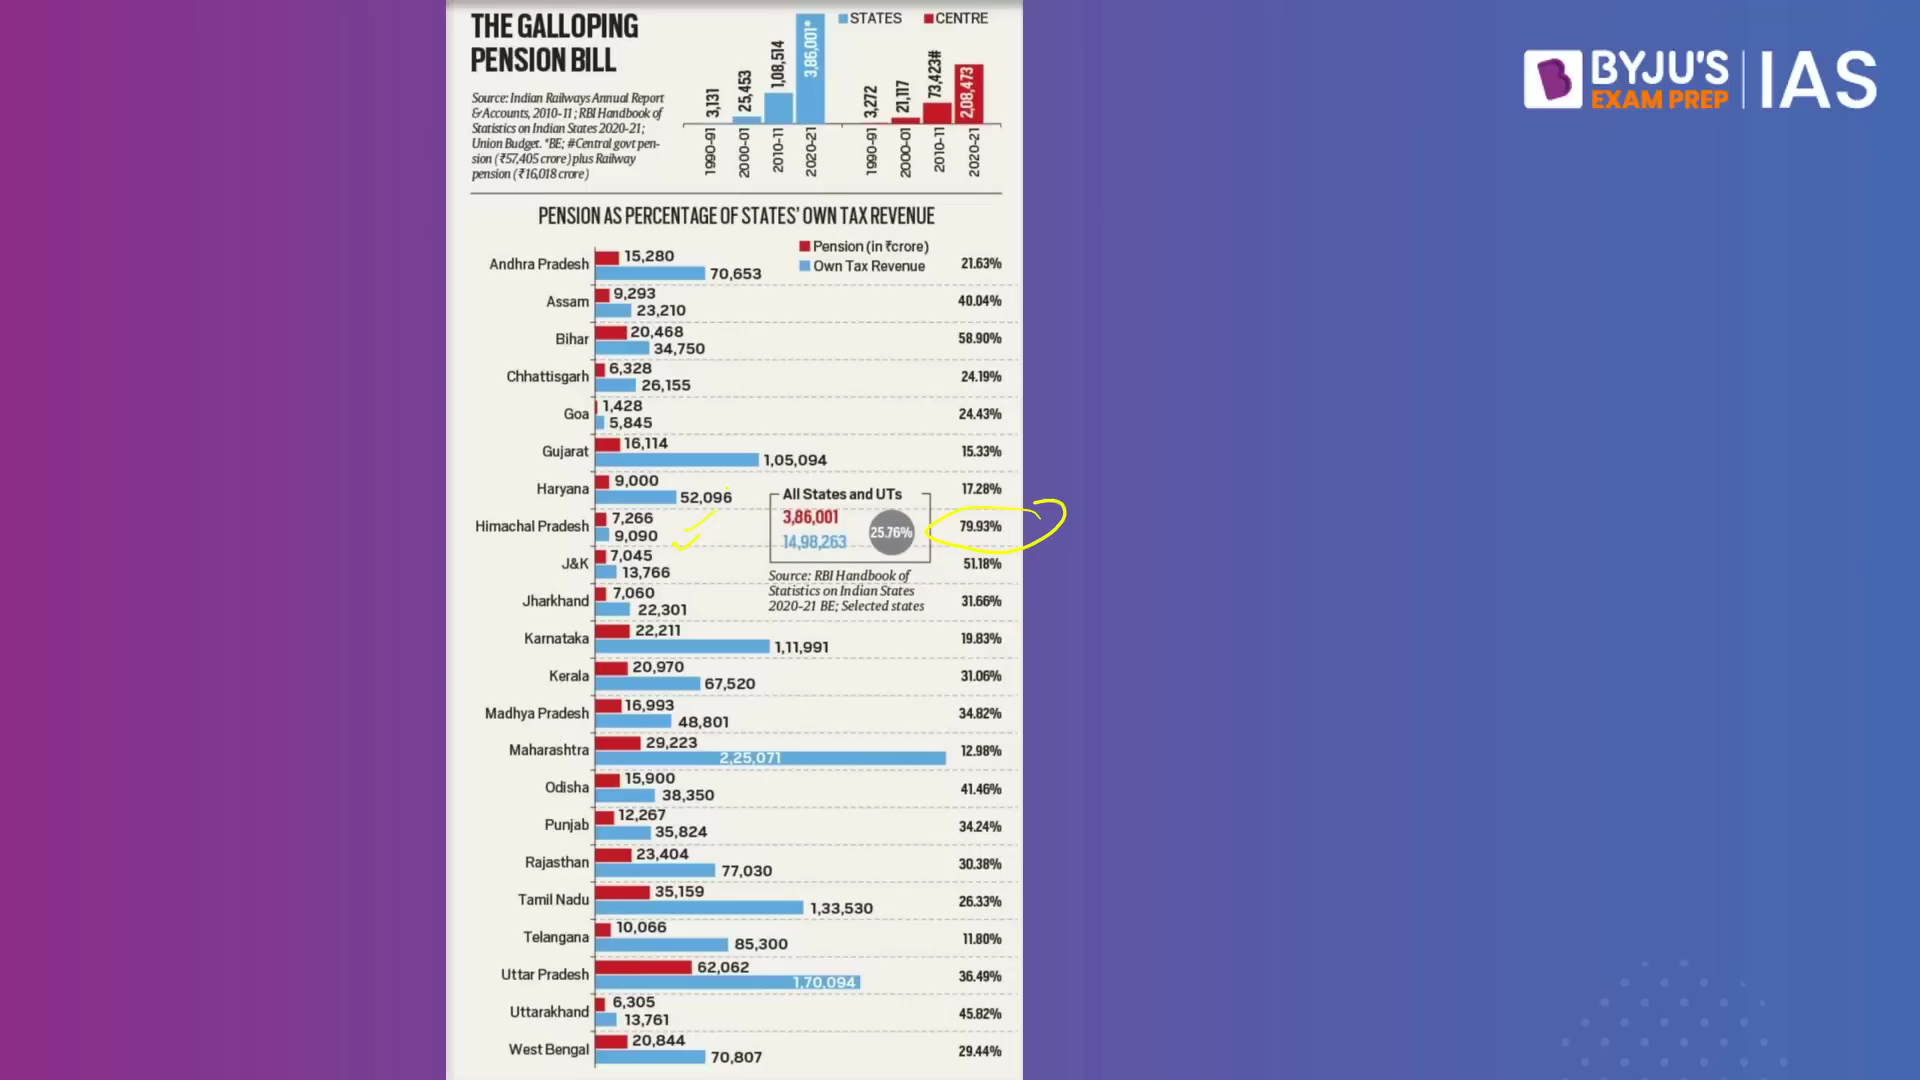 THE GALLOPING
PENSION BILL
Source: Indian Railways Annual Report
& Accounts, 2010-11; RBI Handbook of
Statistics on Indian States 2020-21;
Union Budget. *BE; #Central govt pen-
sion (₹57,405 crore) plus Railway
pension (₹16,018 crore)
STATES CENTRE
3,131 25,453 1,08,514 3,86,001* 3,272 21,117 73,423# 2,08,473
1990-91 2000-01 2010-11 2020-21 1990-91 2000-01 2010-11 2020-21
BYJU'S IAS
EXAM PREP
PENSION AS PERCENTAGE OF STATES' OWN TAX REVENUE
Pension (in ₹crore)
Own Tax Revenue
Andhra Pradesh 15,280 70,653 21.63%
Assam 9,293 23,210 40.04%
Bihar 20,468 34,750 58.90%
Chhattisgarh 6,328 26,155 24.19%
Goa 1,428 5,845 24.43%
Gujarat 16,114 1,05,094 15.33%
Haryana 9,000 52,096 17.28%
Himachal Pradesh 7,266 9,090 79.93%
J&K 7,045 13,766 51.18%
Jharkhand 7,060 22,301 31.66%
Karnataka 22,211 1,11,991 19.83%
Kerala 20,970 67,520 31.06%
Madhya Pradesh 16,993 48,801 34.82%
Maharashtra 29,223 2,25,071 12.98%
Odisha 15,900 38,350 41.46%
Punjab 12,267 35,824 34.24%
Rajasthan 23,404 77,030 30.38%
Tamil Nadu 35,159 1,33,530 26.33%
Telangana 10,066 85,300 11.80%
Uttar Pradesh 62,062 1,70,094 36.49%
Uttarakhand 6,305 13,761 45.82%
West Bengal 20,844 70,807 29.44%
All States and UTs
3,86,001
14,98,263
25.76%
Source: RBI Handbook of
Statistics on Indian States
2020-21 BE; Selected states